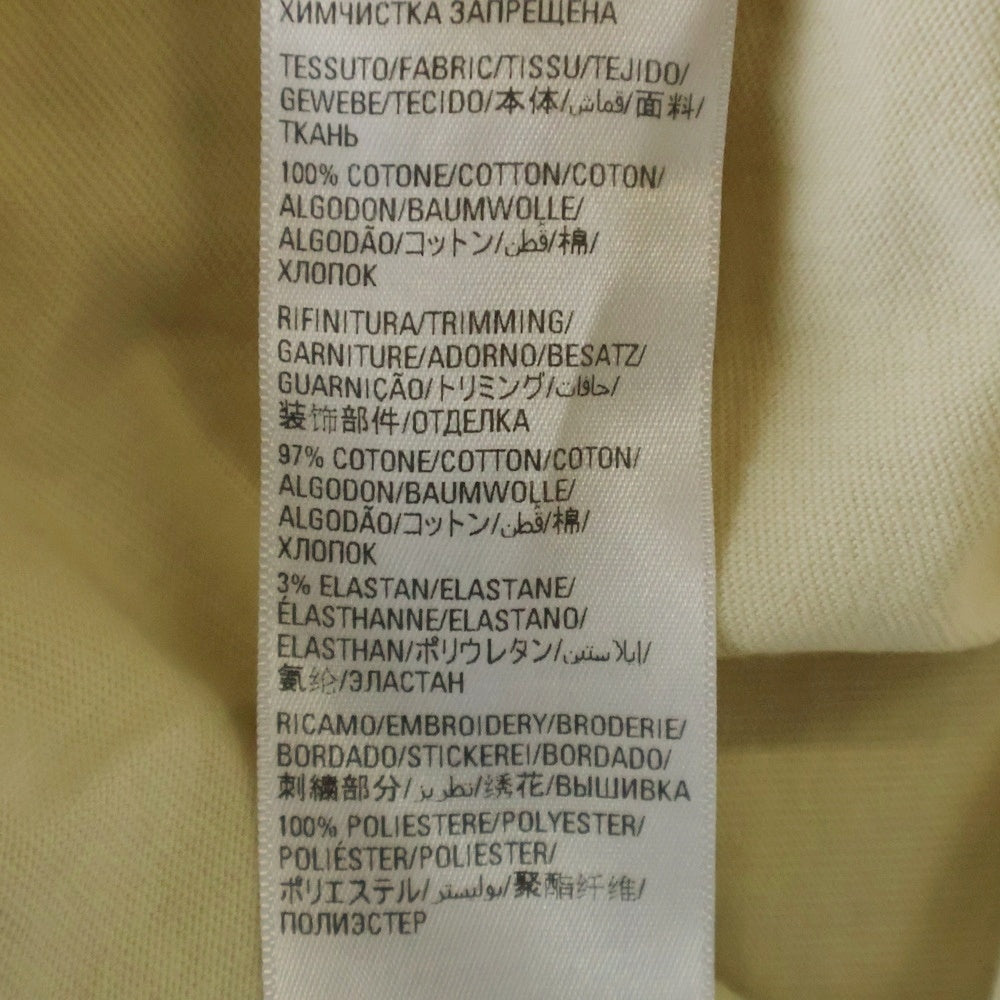 ХИМЧИСТКА ЗАПРЕЩЕНА
TESSUTO/FABRIC/TISSU/TEJIDO/
GEWEBE/TECIDO/本体/قماش/面料/
ТКАНЬ
100% COTONE/COTTON/COTON/
ALGODON/BAUMWOLLE/
ALGODÃO/コットン/قُطن/棉/
ХЛОПОК
RIFINITURA/TRIMMING/
GARNITURE/ADORNO/BESATZ/
GUARNIÇÃO/トリミング/حافات/
装饰部件/ОТДЕЛКА
97% COTONE/COTTON/COTON/
ALGODON/BAUMWOLLE/
ALGODÃO/コットン/قُطن/棉/
ХЛОПОК
3% ELASTAN/ELASTANE/
ÉLASTHANNE/ELASTANO/
ELASTHAN/ポリウレタン/إيلاستين/
氨纶/ЭЛАСТАН
RICAMO/EMBROIDERY/BRODERIE/
BORDADO/STICKEREI/BORDADO/
刺繍部分/تطريز/绣花/ВЫШИВКА
100% POLIESTERE/POLYESTER/
POLIÉSTER/POLIESTER/
ポリエステル/بوليستر/聚酯纤维/
ПОЛИЭСТЕР